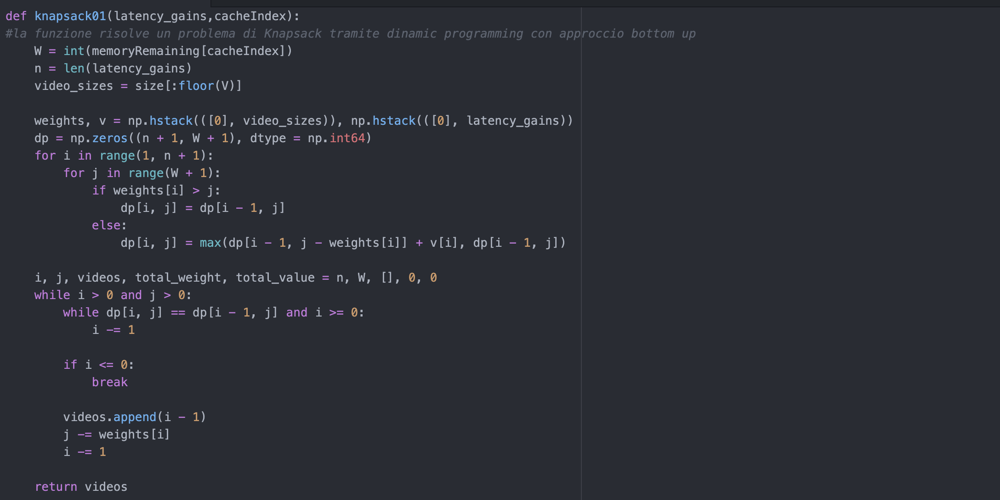 def knapsack01(latency_gains,cacheIndex):
#la funzione risolve un problema di Knapsack tramite dinamic programming con approccio bottom up
    W = int(memoryRemaining[cacheIndex])
    n = len(latency_gains)
    video_sizes = size[:floor(V)]

    weights, v = np.hstack(([0], video_sizes)), np.hstack(([0], latency_gains))
    dp = np.zeros((n + 1, W + 1), dtype = np.int64)
    for i in range(1, n + 1):
        for j in range(W + 1):
            if weights[i] > j:
                dp[i, j] = dp[i - 1, j]
            else:
                dp[i, j] = max(dp[i - 1, j - weights[i]] + v[i], dp[i - 1, j])

    i, j, videos, total_weight, total_value = n, W, [], 0, 0
    while i > 0 and j > 0:
        while dp[i, j] == dp[i - 1, j] and i >= 0:
            i -= 1

        if i <= 0:
            break

        videos.append(i - 1)
        j -= weights[i]
        i -= 1

    return videos